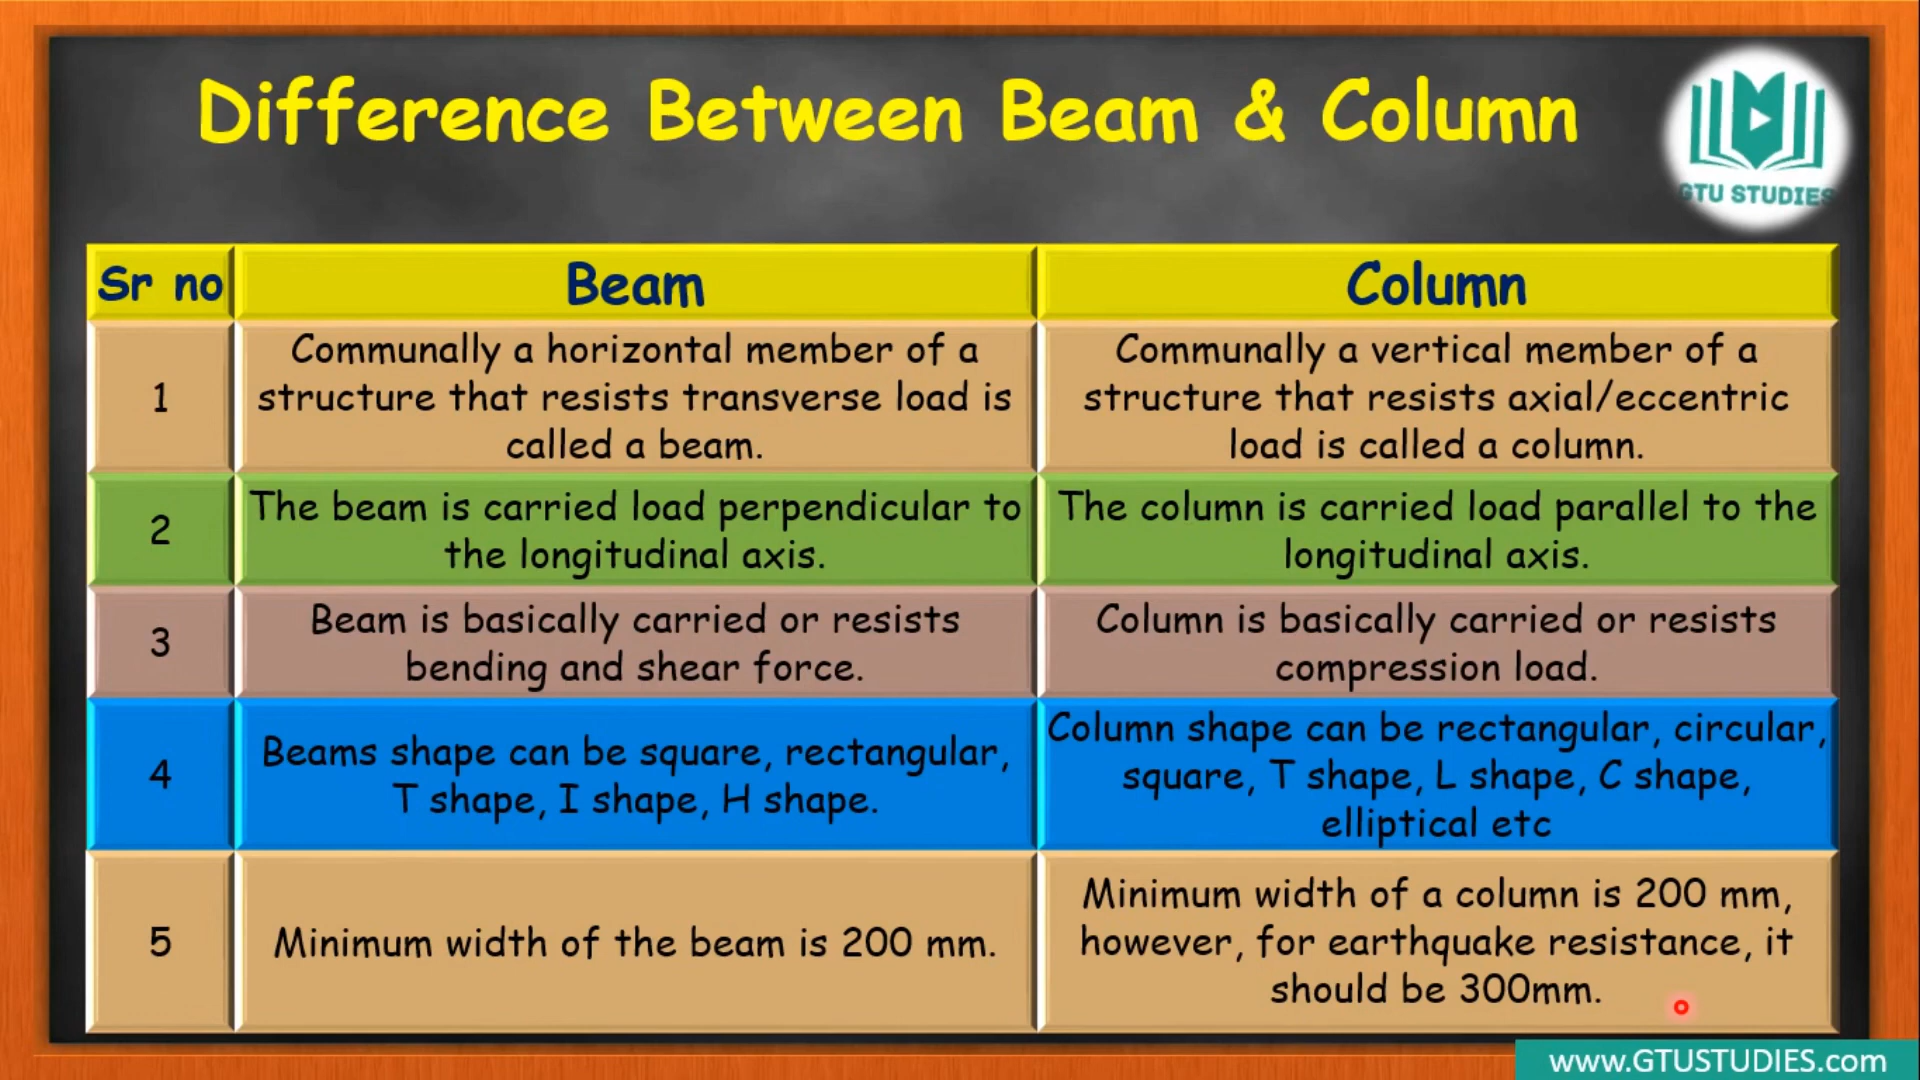 Difference Between Beam & Column
GTU STUDIES
Sr no
Beam
Column
1
Communally a horizontal member of a
structure that resists transverse load is
called a beam.
Communally a vertical member of a
structure that resists axial/eccentric
load is called a column.
2
The beam is carried load perpendicular to
the longitudinal axis.
The column is carried load parallel to the
longitudinal axis.
3
Beam is basically carried or resists
bending and shear force.
Column is basically carried or resists
compression load.
4
Beams shape can be square, rectangular,
T shape, I shape, H shape.
Column shape can be rectangular, circular,
square, T shape, L shape, C shape,
elliptical etc
5
Minimum width of the beam is 200 mm.
Minimum width of a column is 200 mm,
however, for earthquake resistance, it
should be 300mm.
www.GTUSTUDIES.com